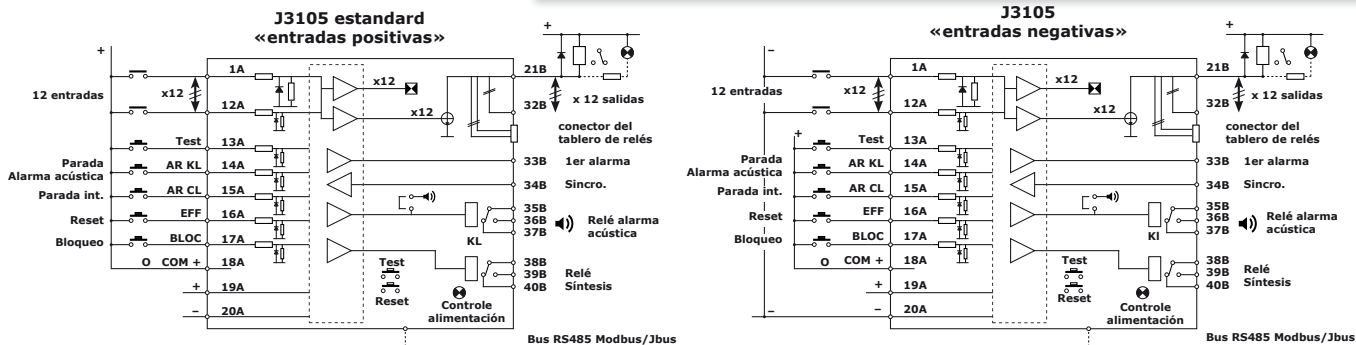 J3105 estandard
«entradas positivas»
+
+
1A
21B
12 entradas
x12
x12
x12
x 12 salidas
12A
32B
conector del
tablero de relés
Test
13A
Parada
Alarma acústica
AR KL
14A
33B
1er alarma
Parada int.
AR CL
15A
34B
Sincro.
Reset
EFF
16A
35B
36B
37B
Relé alarma
acústica
KL
Bloqueo
BLOC
17A
O
COM +
18A
Test
38B
39B
40B
Relé
Síntesis
+
19A
Reset
Controle
alimentación
–
20A
Bus RS485 Modbus/Jbus
J3105
«entradas negativas»
–
+
1A
21B
12 entradas
x12
x12
x12
x 12 salidas
12A
32B
conector del
tablero de relés
+
Test
13A
Parada
Alarma acústica
AR KL
14A
33B
1er alarma
Parada int.
AR CL
15A
34B
Sincro.
Reset
EFF
16A
35B
36B
37B
Relé alarma
acústica
Kl
Bloqueo
BLOC
17A
O
COM +
18A
Test
38B
39B
40B
Relé
Síntesis
+
19A
Reset
Controle
alimentación
–
20A
Bus RS485 Modbus/Jbus